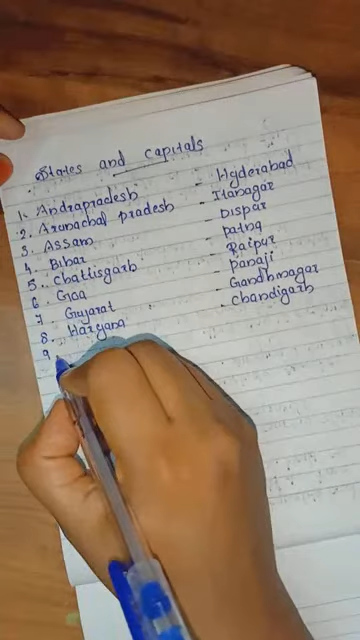 States and capitals
1. Andrapradesh - Hyderabad
2. Arunachal pradesh - Itanagar
3. Assam - Dispur
4. Bihar - patna
5. Chattisgarh - Raipur
6. Goa - panaji
7. Gujarat - Gandhinagar
8. Haryana - Chandigarh
9.